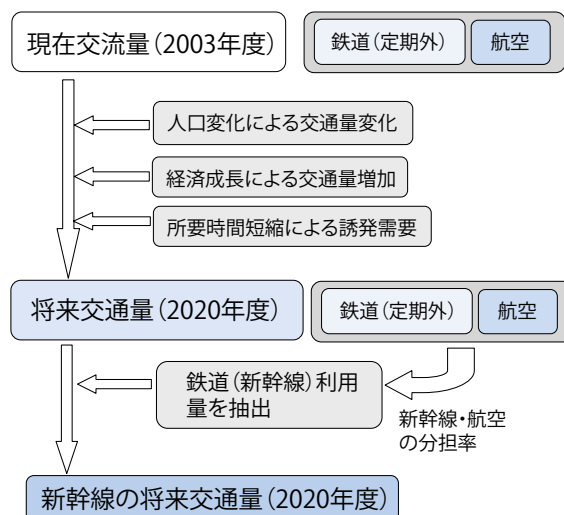 現在交流量（2003年度）
鉄道（定期外）
航空
人口変化による交通量変化
経済成長による交通量増加
所要時間短縮による誘発需要
将来交通量（2020年度）
鉄道（定期外）
航空
鉄道（新幹線）利用
量を抽出
新幹線・航空
の分担率
新幹線の将来交通量（2020年度）